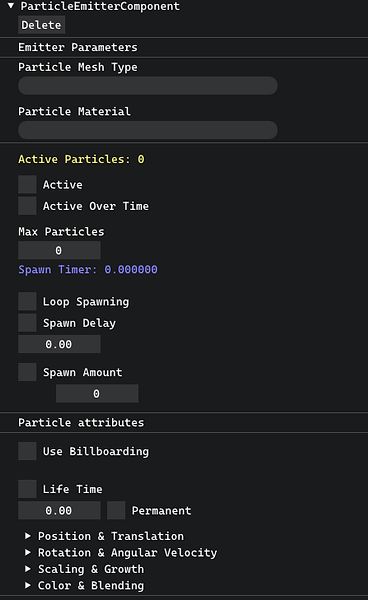 ParticleEmitterComponent
Delete
Emitter Parameters
Particle Mesh Type
Particle Material
Active Particles: 0
Active
Active Over Time
Max Particles
0
Spawn Timer: 0.000000
Loop Spawning
Spawn Delay
0.00
Spawn Amount
0
Particle attributes
Use Billboarding
Life Time
0.00 Permanent
Position & Translation
Rotation & Angular Velocity
Scaling & Growth
Color & Blending